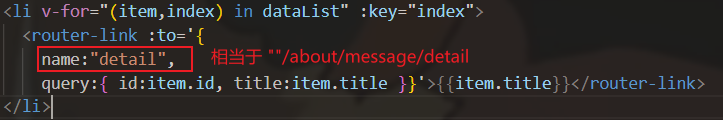 <li v-for="(item,index) in dataList" :key="index">
<router-link :to='{
name:"detail", 相当于 ""/about/message/detail
query:{ id:item.id, title:item.title }}'>{{item.title}}</router-link>
</li>